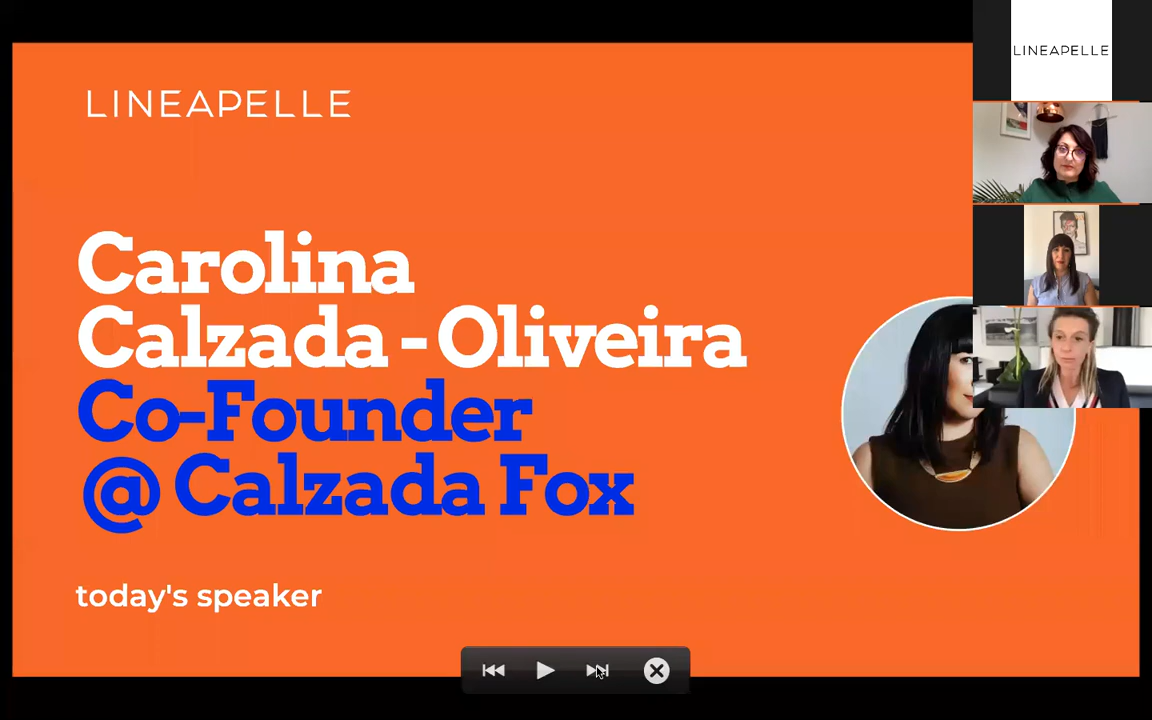 LINEAPELLE
LINEAPELLE
Carolina
Calzada - Oliveira
Co-Founder
@ Calzada Fox
today's speaker